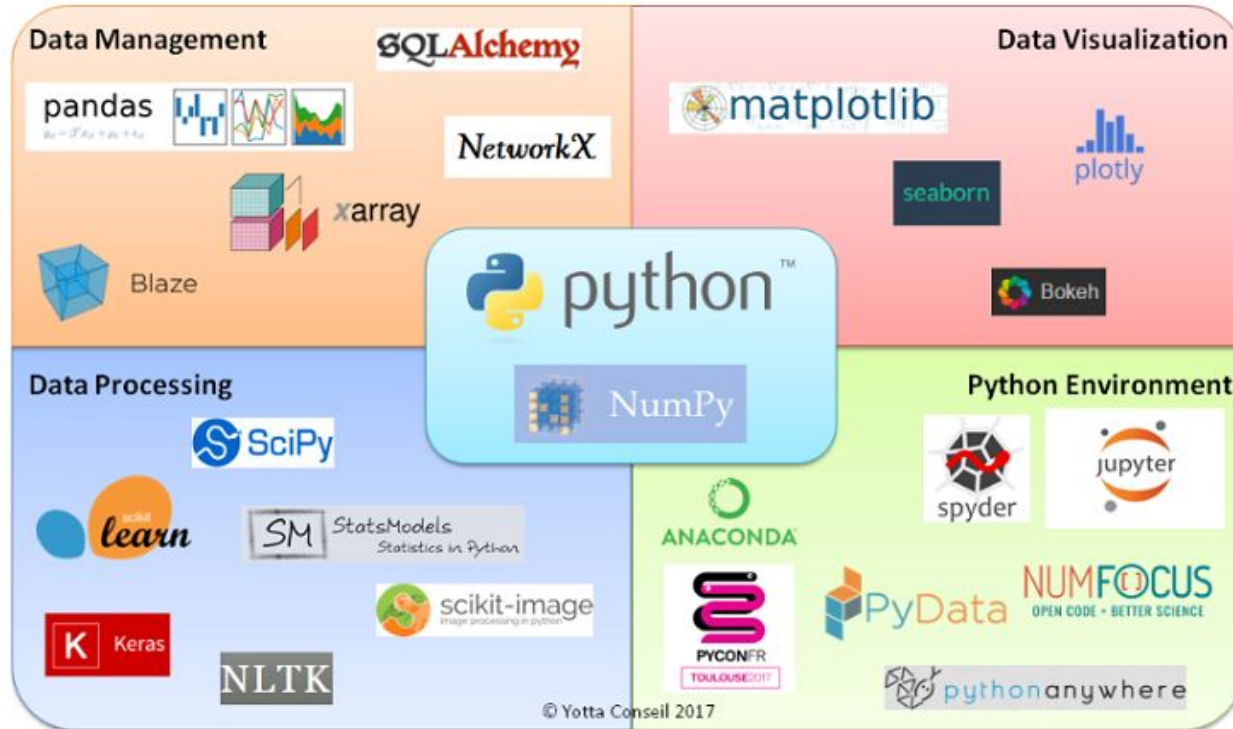 Data Management
SQLAlchemy
pandas
NetworkX
xarray
Blaze
Data Visualization
matplotlib
plotly
seaborn
Bokeh
python™
NumPy
Data Processing
SciPy
scikit
learn
SM
StatsModels
Statistics in Python
scikit-image
image processing in python
K
Keras
NLTK
Python Environment
spyder
jupyter
ANACONDA
PYCONFR
TOULOUSE2017
PyData
NUMFOCUS
OPEN CODE = BETTER SCIENCE
pythonanywhere
© Yotta Conseil 2017